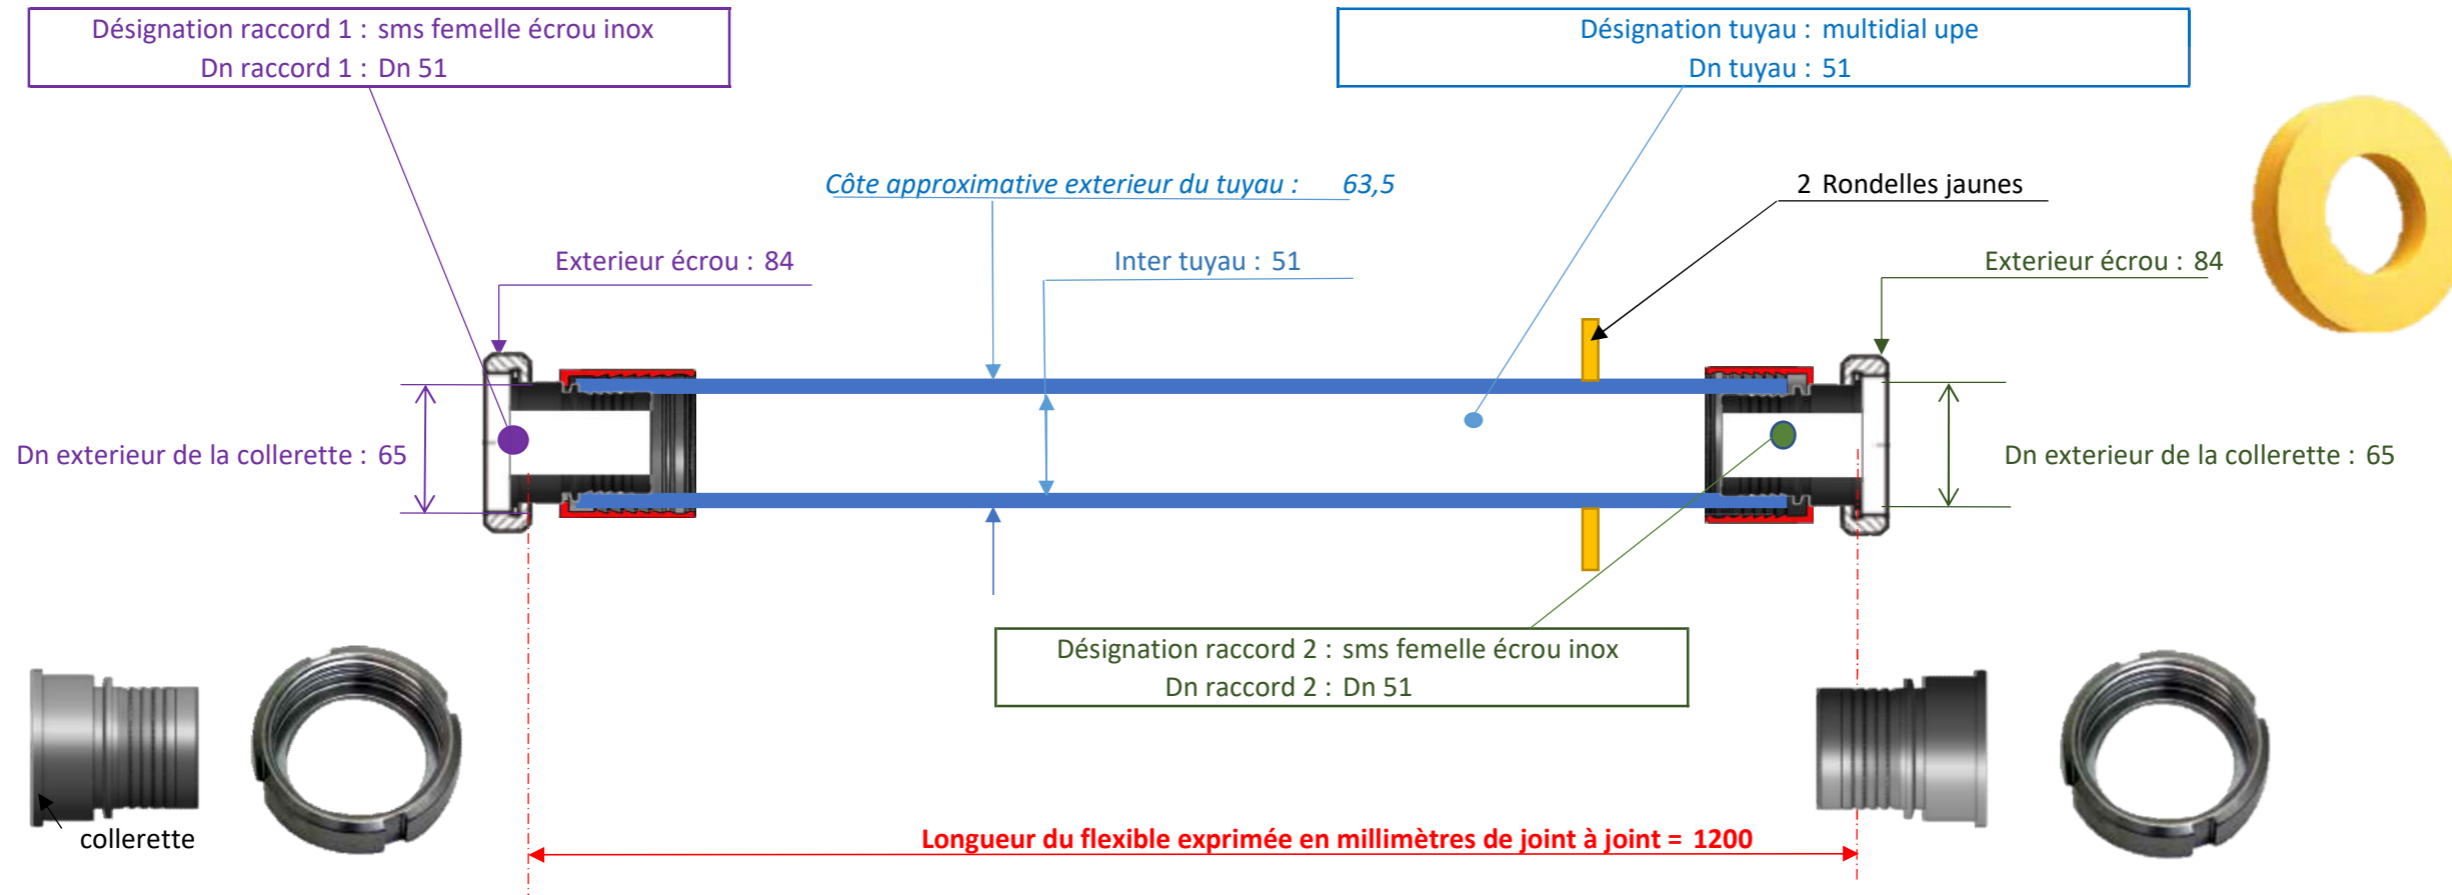 Désignation raccord 1 : sms femelle écrou inox
Dn raccord 1 : Dn 51
Désignation tuyau : multidial upe
Dn tuyau : 51
Côte approximative exterieur du tuyau : 63,5
2 Rondelles jaunes
Exterieur écrou : 84
Inter tuyau : 51
Exterieur écrou : 84
Dn exterieur de la collerette : 65
Dn exterieur de la collerette : 65
Désignation raccord 2 : sms femelle écrou inox
Dn raccord 2 : Dn 51
collerette
Longueur du flexible exprimée en millimètres de joint à joint = 1200